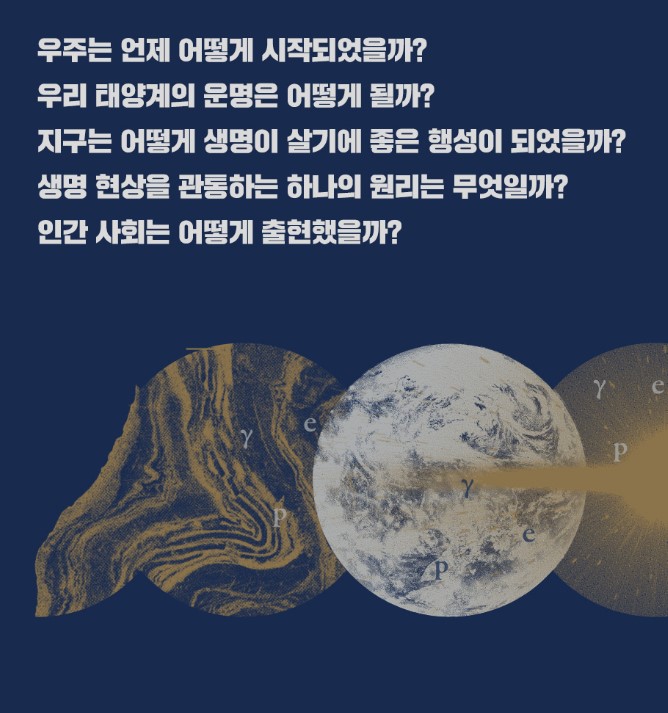 우주는 언제 어떻게 시작되었을까?
우리 태양계의 운명은 어떻게 될까?
지구는 어떻게 생명이 살기에 좋은 행성이 되었을까?
생명 현상을 관통하는 하나의 원리는 무엇일까?
인간 사회는 어떻게 출현했을까?
γ e
γ e
p
γ
p
e
p